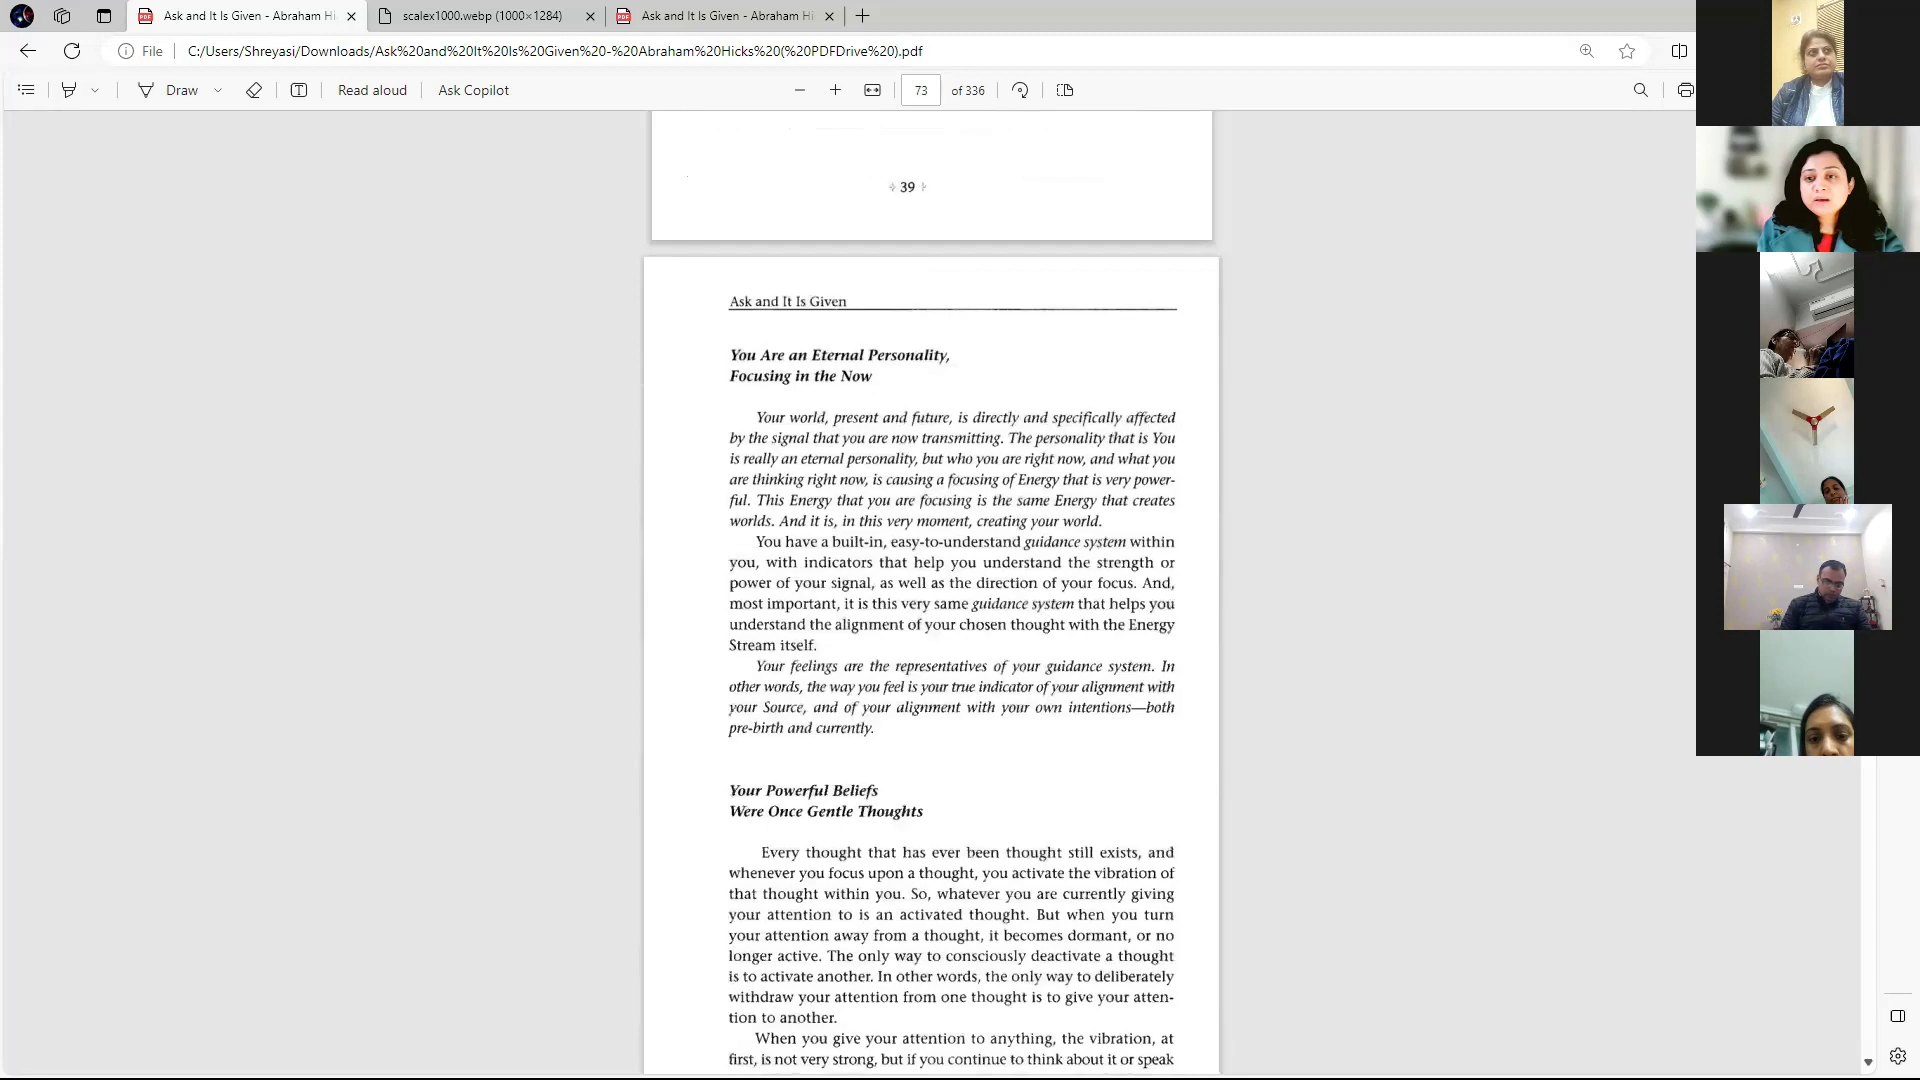 Ask and It Is Given - Abraham Hi
scalex1000.webp (1000×1284)
Ask and It Is Given - Abraham Hi
File
C:/Users/Shreyasi/Downloads/Ask%20and%20It%20Is%20Given%20-%20Abraham%20Hicks%20(%20PDFDrive%20).pdf
Draw
Read aloud
Ask Copilot
73
of 336
39
Ask and It Is Given
You Are an Eternal Personality,
Focusing in the Now
Your world, present and future, is directly and specifically affected
by the signal that you are now transmitting. The personality that is You
is really an eternal personality, but who you are right now, and what you
are thinking right now, is causing a focusing of Energy that is very power-
ful. This Energy that you are focusing is the same Energy that creates
worlds. And it is, in this very moment, creating your world.
You have a built-in, easy-to-understand guidance system within
you, with indicators that help you understand the strength or
power of your signal, as well as the direction of your focus. And,
most important, it is this very same guidance system that helps you
understand the alignment of your chosen thought with the Energy
Stream itself.
Your feelings are the representatives of your guidance system. In
other words, the way you feel is your true indicator of your alignment with
your Source, and of your alignment with your own intentions—both
pre-birth and currently.
Your Powerful Beliefs
Were Once Gentle Thoughts
Every thought that has ever been thought still exists, and
whenever you focus upon a thought, you activate the vibration of
that thought within you. So, whatever you are currently giving
your attention to is an activated thought. But when you turn
your attention away from a thought, it becomes dormant, or no
longer active. The only way to consciously deactivate a thought
is to activate another. In other words, the only way to deliberately
withdraw your attention from one thought is to give your atten-
tion to another.
When you give your attention to anything, the vibration, at
first, is not very strong, but if you continue to think about it or speak